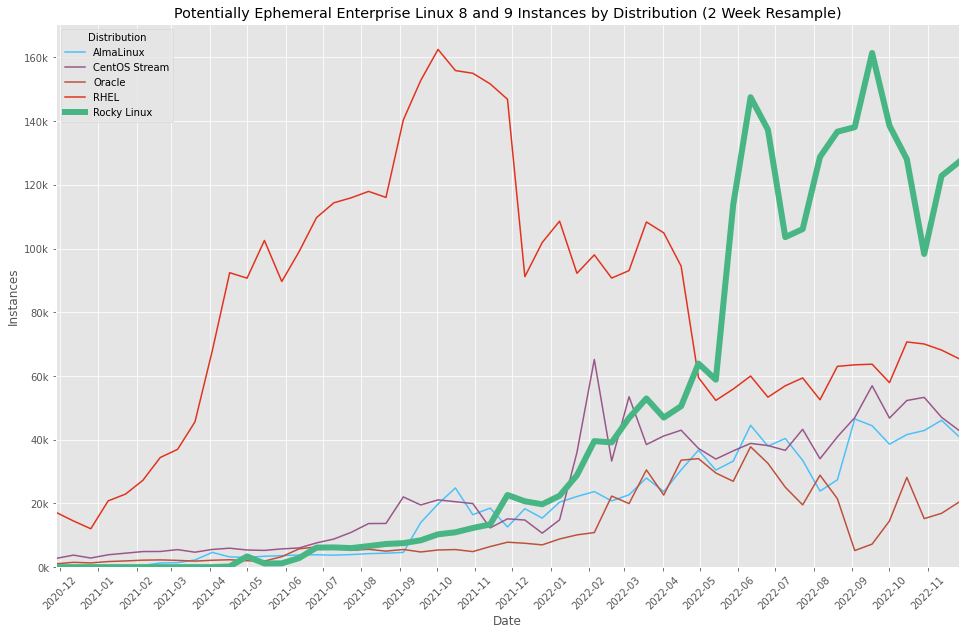 Potentially Ephemeral Enterprise Linux 8 and 9 Instances by Distribution (2 Week Resample)
Distribution
AlmaLinux
CentOS Stream
Oracle
RHEL
Rocky Linux
160k
140k
120k
100k
80k
60k
40k
20k
0k
Instances
2020-12
2021-01
2021-02
2021-03
2021-04
2021-05
2021-06
2021-07
2021-08
2021-09
2021-10
2021-11
2021-12
2022-01
2022-02
2022-03
2022-04
2022-05
2022-06
2022-07
2022-08
2022-09
2022-10
2022-11
Date